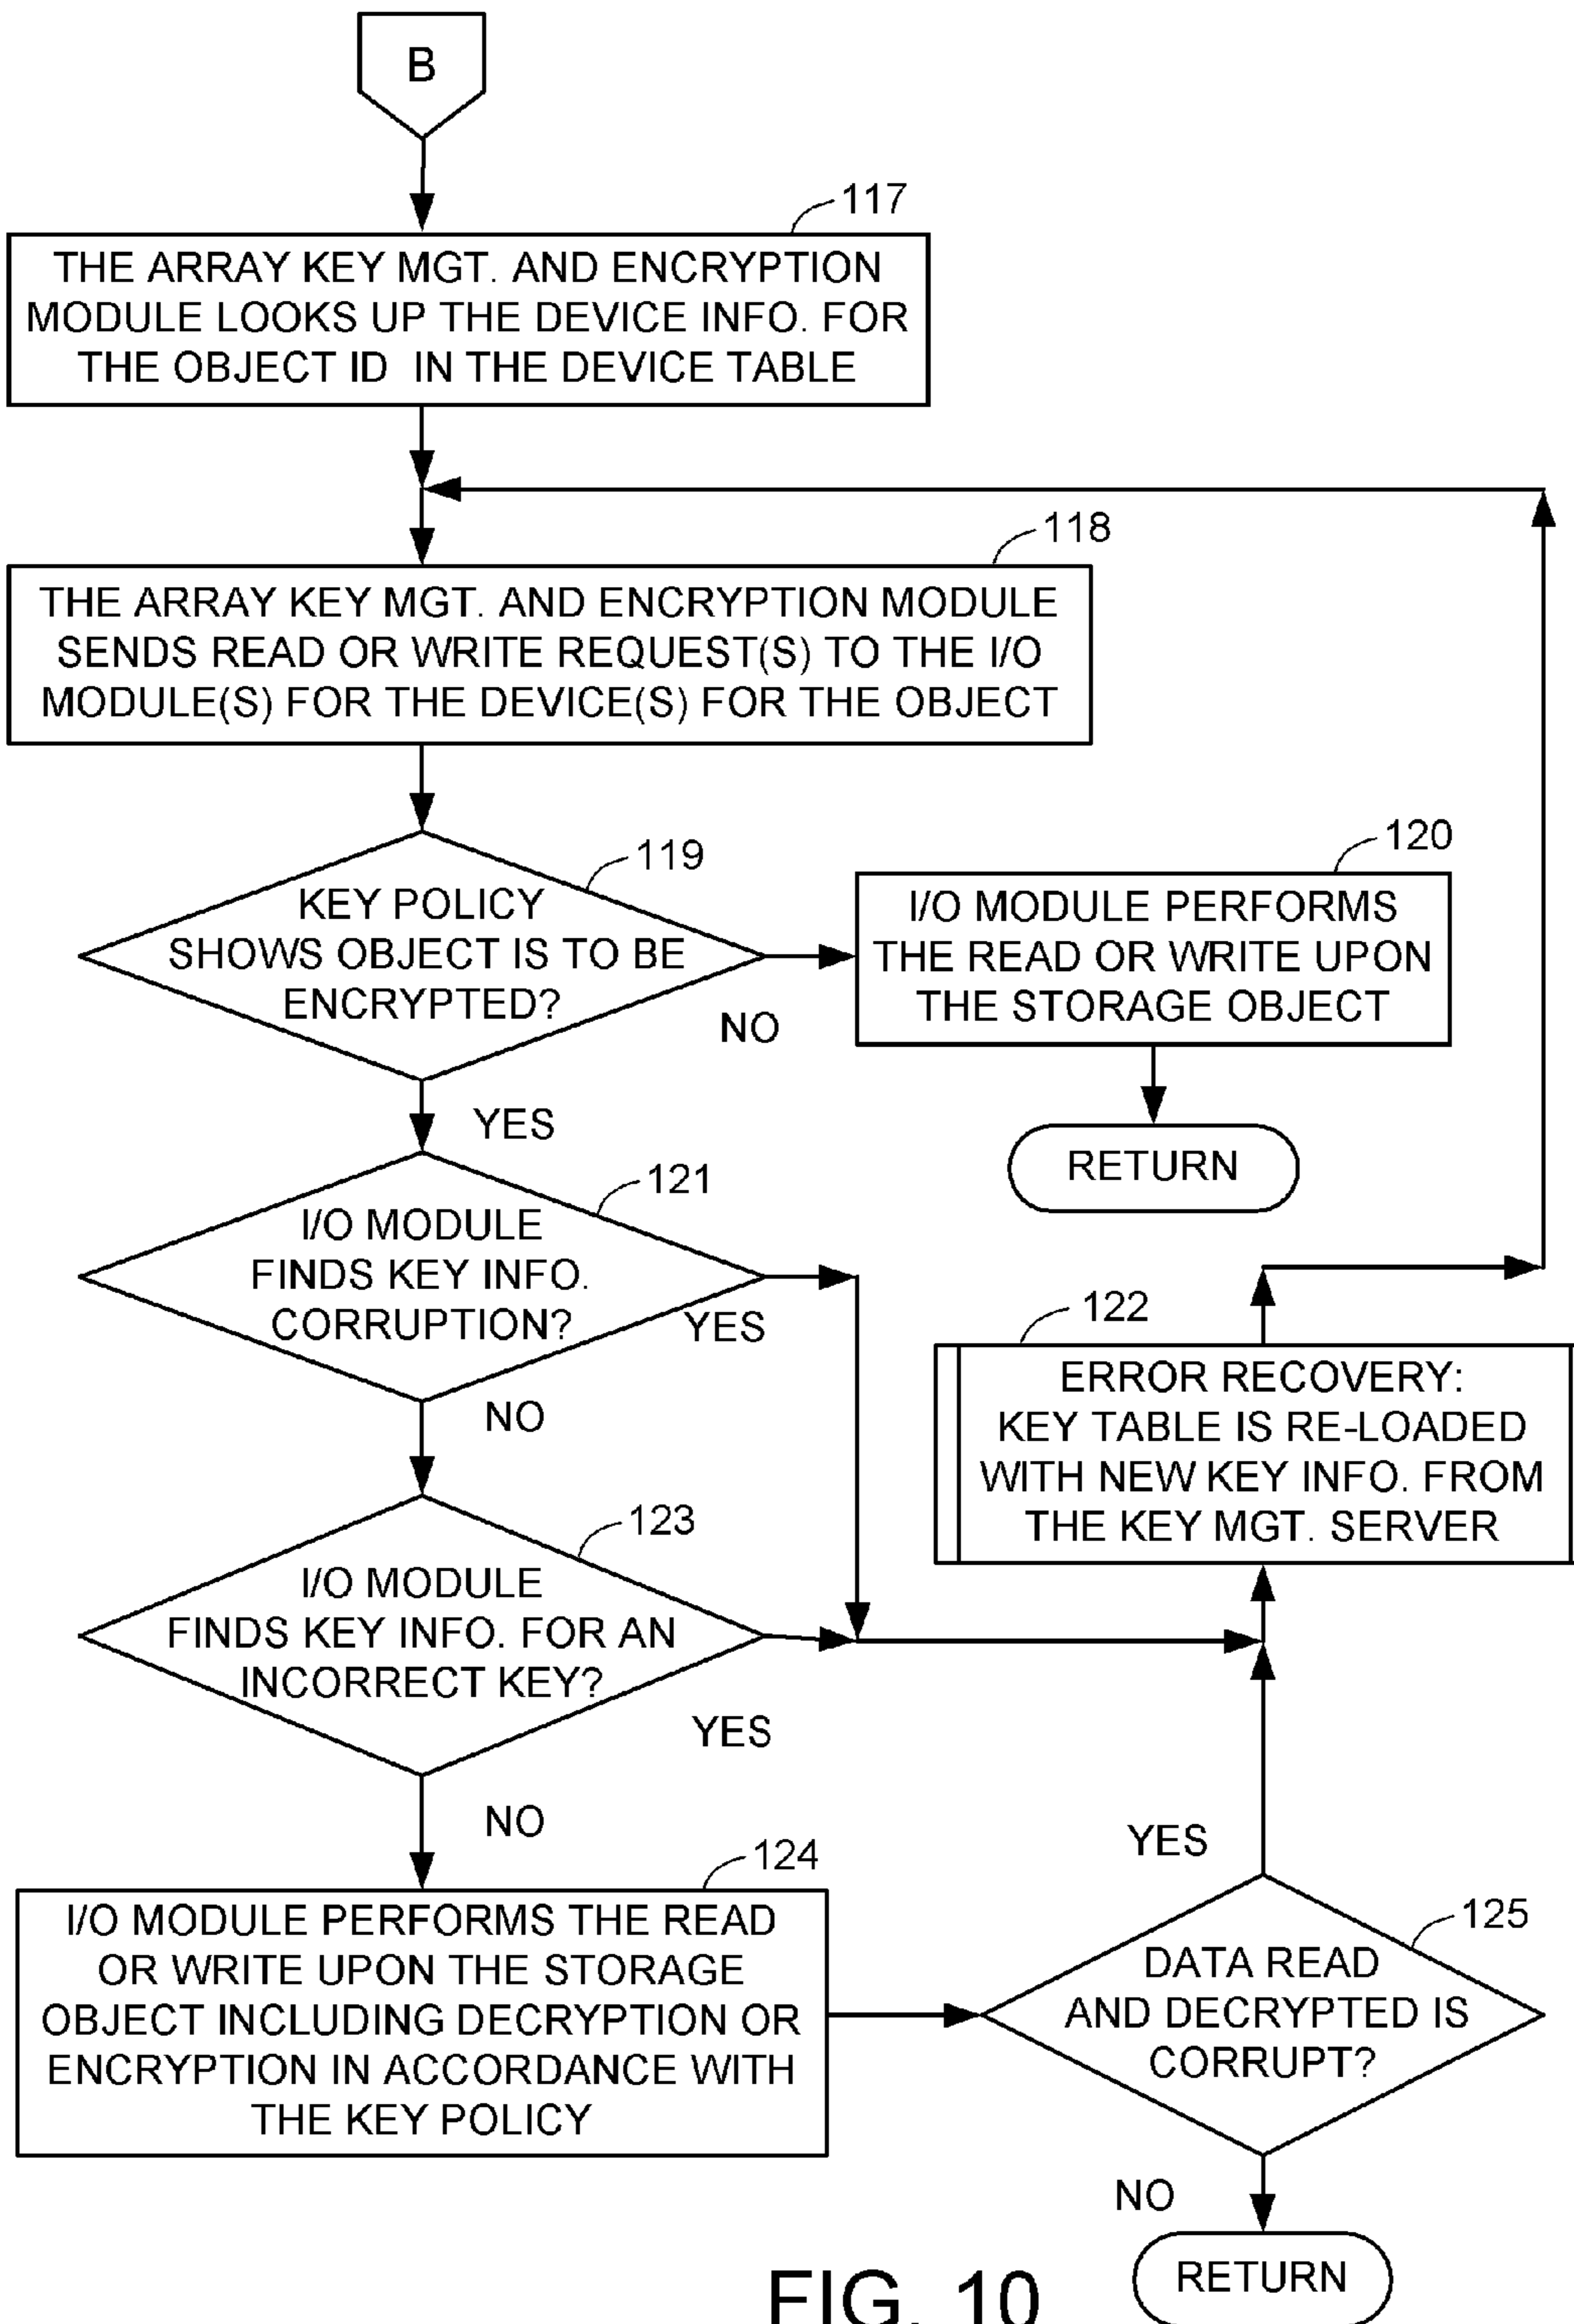 B
117
THE ARRAY KEY MGT. AND ENCRYPTION
MODULE LOOKS UP THE DEVICE INFO. FOR
THE OBJECT ID IN THE DEVICE TABLE
118
THE ARRAY KEY MGT. AND ENCRYPTION MODULE
SENDS READ OR WRITE REQUEST(S) TO THE I/O
MODULE(S) FOR THE DEVICE(S) FOR THE OBJECT
119
KEY POLICY
SHOWS OBJECT IS TO BE
ENCRYPTED?
NO
YES
120
I/O MODULE PERFORMS
THE READ OR WRITE UPON
THE STORAGE OBJECT
RETURN
121
I/O MODULE
FINDS KEY INFO.
CORRUPTION?
YES
NO
122
ERROR RECOVERY:
KEY TABLE IS RE-LOADED
WITH NEW KEY INFO. FROM
THE KEY MGT. SERVER
123
I/O MODULE
FINDS KEY INFO. FOR AN
INCORRECT KEY?
YES
NO
124
I/O MODULE PERFORMS THE READ
OR WRITE UPON THE STORAGE
OBJECT INCLUDING DECRYPTION OR
ENCRYPTION IN ACCORDANCE WITH
THE KEY POLICY
YES
125
DATA READ
AND DECRYPTED IS
CORRUPT?
NO
RETURN
FIG. 10